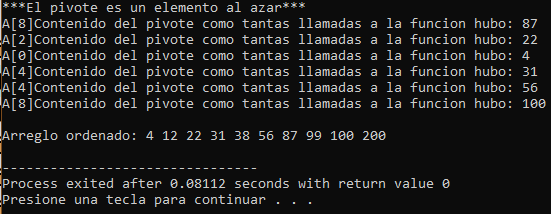 ***El pivote es un elemento al azar***
A[8]Contenido del pivote como tantas llamadas a la funcion hubo: 87
A[2]Contenido del pivote como tantas llamadas a la funcion hubo: 22
A[0]Contenido del pivote como tantas llamadas a la funcion hubo: 4
A[4]Contenido del pivote como tantas llamadas a la funcion hubo: 31
A[4]Contenido del pivote como tantas llamadas a la funcion hubo: 56
A[8]Contenido del pivote como tantas llamadas a la funcion hubo: 100
Arreglo ordenado: 4 12 22 31 38 56 87 99 100 200
--------------------------------
Process exited after 0.08112 seconds with return value 0
Presione una tecla para continuar . . .